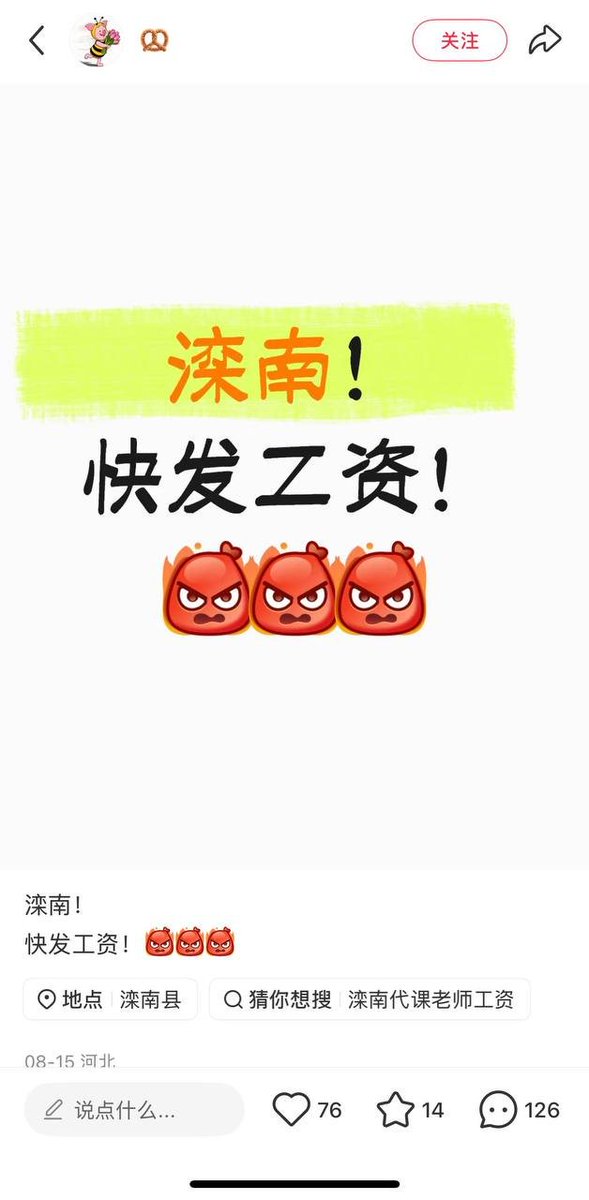 关注
滦南！
快发工资！
滦南！
快发工资！
地点 滦南县
猜你想搜 滦南代课老师工资
08-15 河北
说点什么...
76
14
126